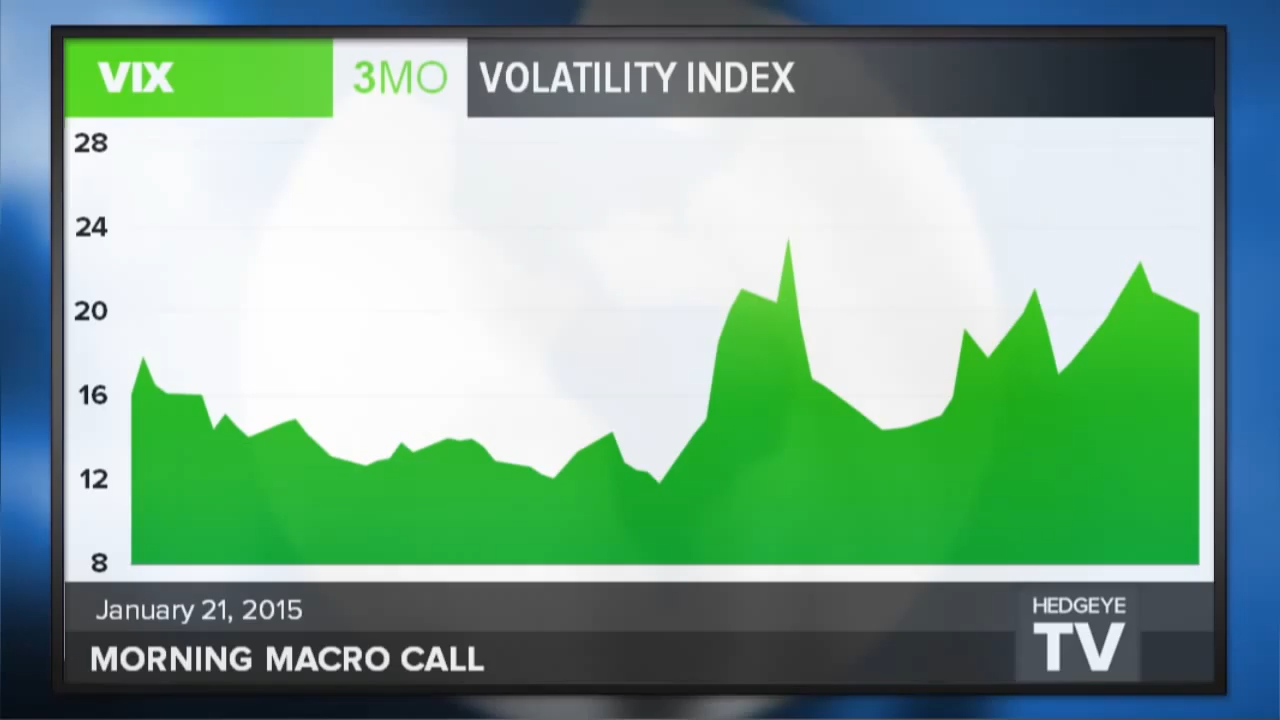 VIX 3MO VOLATILITY INDEX
28
24
20
16
12
8
January 21, 2015
MORNING MACRO CALL
HEDGEYE
TV